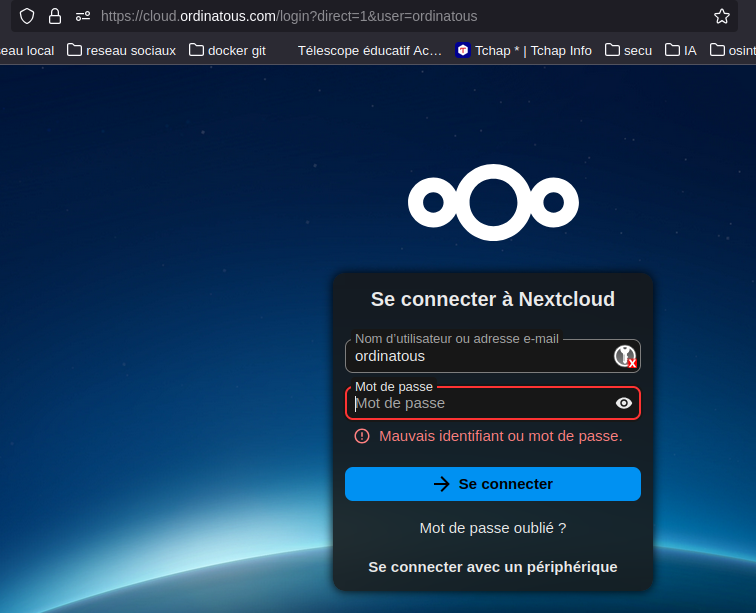 https://cloud.ordinatous.com/login?direct=1&user=ordinatous
eau local reseau sociaux docker git Télescope éducatif Ac… Tchap * | Tchap Info secu IA osint
Se connecter à Nextcloud
Nom d'utilisateur ou adresse e-mail
ordinatous
Mot de passe
Mot de passe
Mauvais identifiant ou mot de passe.
Se connecter
Mot de passe oublié ?
Se connecter avec un périphérique